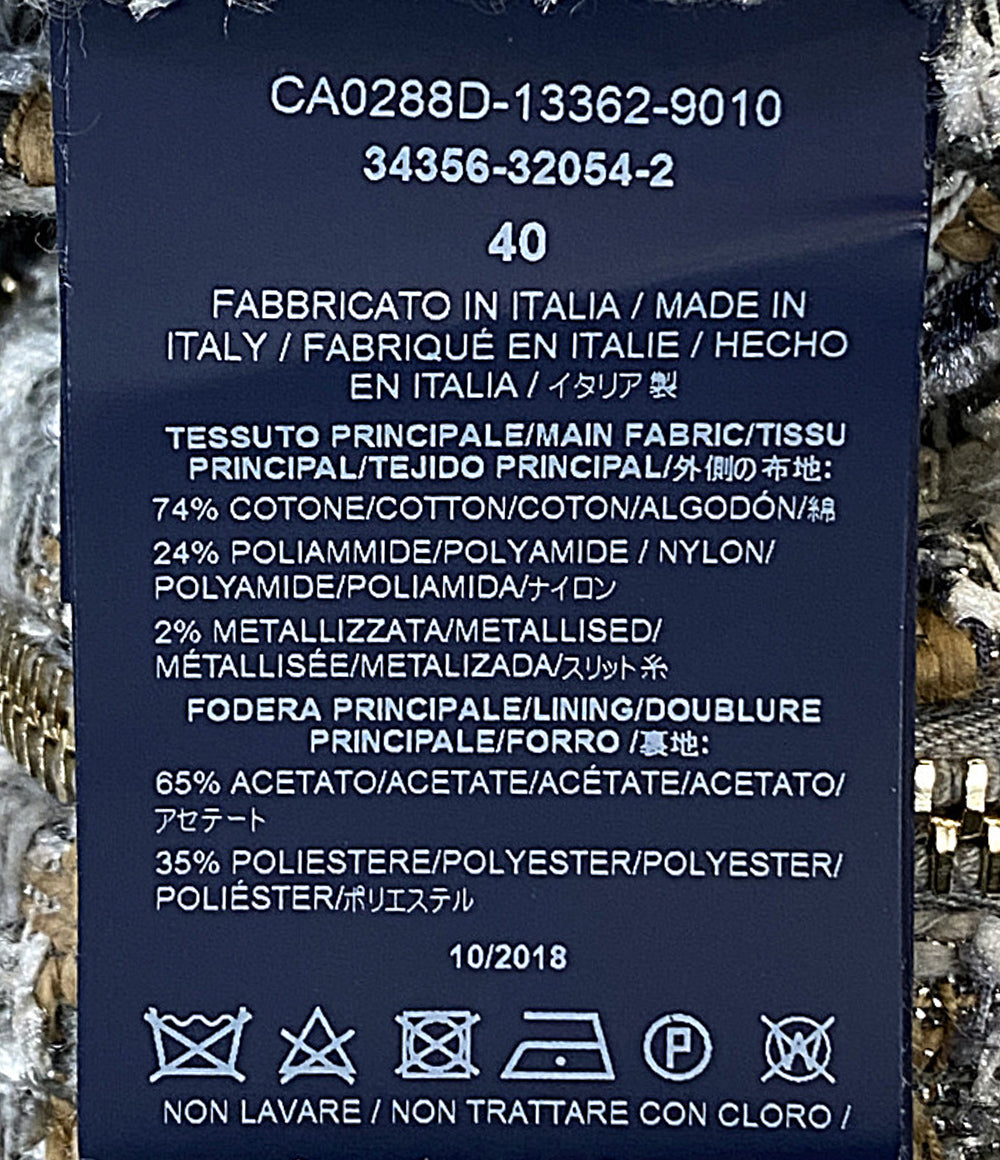 CA0288D-13362-9010
34356-32054-2
40
FABBRICATO IN ITALIA / MADE IN
ITALY / FABRIQUÉ EN ITALIE / HECHO
EN ITALIA / イタリア製
TESSUTO PRINCIPALE/MAIN FABRIC/TISSU
PRINCIPAL/TEJIDO PRINCIPAL/外側の布地:
74% COTONE/COTTON/COTON/ALGODÓN/綿
24% POLIAMMIDE/POLYAMIDE / NYLON/
POLYAMIDE/POLIAMIDA/ナイロン
2% METALLIZZATA/METALLISED/
MÉTALLISÉE/METALIZADA/スリット糸
FODERA PRINCIPALE/LINING/DOUBLURE
PRINCIPALE/FORRO /裏地:
65% ACETATO/ACETATE/ACÉTATE/ACETATO/
アセテート
35% POLIESTERE/POLYESTER/POLYESTER/
POLIÉSTER/ポリエステル
10/2018
P W
NON LAVARE / NON TRATTARE CON CLORO /